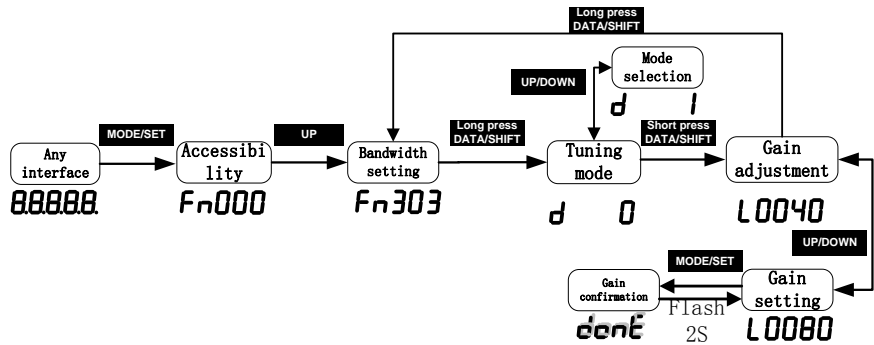 Long press
DATA/SHIFT
Mode
selection
UP/DOWN
d 1
MODE/SET
UP
Long press
DATA/SHIFT
Short press
DATA/SHIFT
Any
interface
Accessibi
lity
Bandwidth
setting
Tuning
mode
Gain
adjustment
8.8.8.8.8.
Fn000
Fn303
d 0
L0040
UP/DOWN
MODE/SET
Gain
confirmation
Gain
setting
Flash
2S
donE
L0080